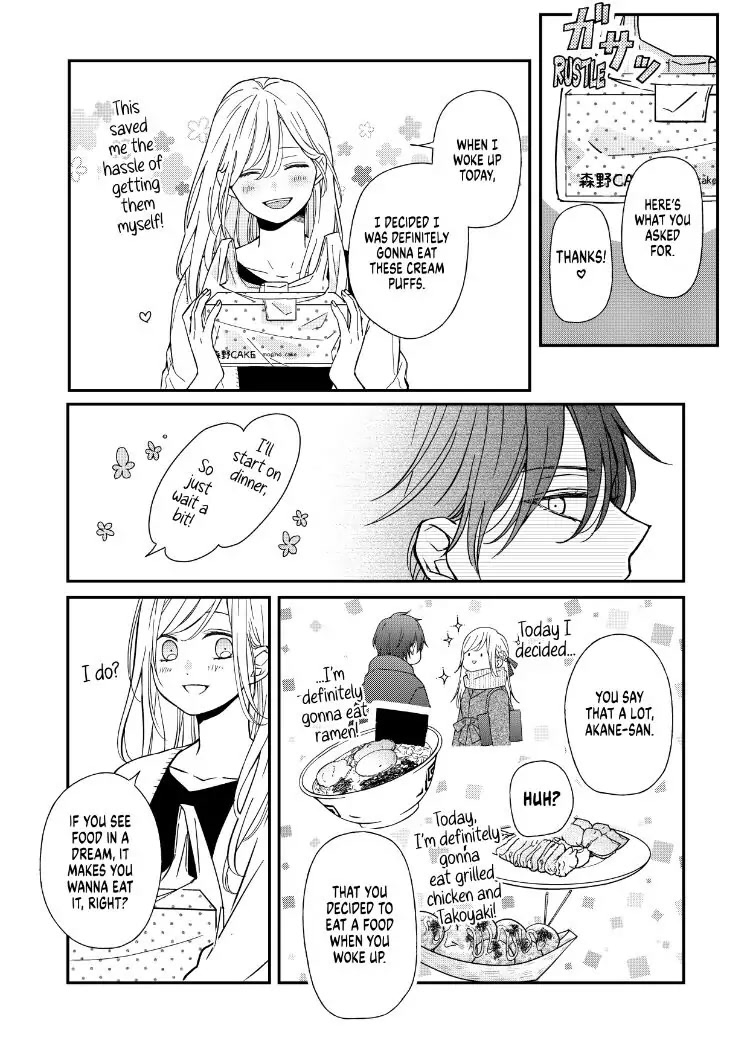 ガサッ
RUSTLE
森野CA
mogino cake
HERE'S
WHAT YOU
ASKED
FOR.
THANKS!
♡
WHEN I
WOKE UP
TODAY,
I DECIDED I
WAS DEFINITELY
GONNA EAT
THESE CREAM
PUFFS.
This
saved
me the
hassle of
getting
them
myself!
森野CAKE
I'll
start on
dinner,
So
just
wait a
bit!
YOU SAY
THAT A LOT,
AKANE-SAN.
Today I
decided...
...I'm
definitely
gonna eat
ramen!
HUH?
Today,
I'm definitely
gonna
eat grilled
chicken and
Takoyaki!
THAT YOU
DECIDED TO
EAT A FOOD
WHEN YOU
WOKE UP.
I do?
IF YOU SEE
FOOD IN A
DREAM, IT
MAKES YOU
WANNA EAT
IT, RIGHT?